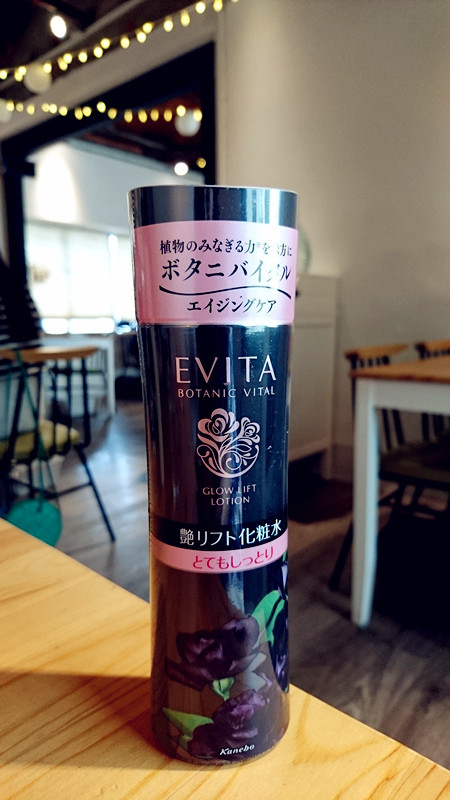 植物のみなぎる力*を味方に
ボタニバイタル
エイジングケア
EVITA
BOTANIC VITAL
GLOW LIFT
LOTION
艶リフト化粧水
とてもしっとり
Kanebo